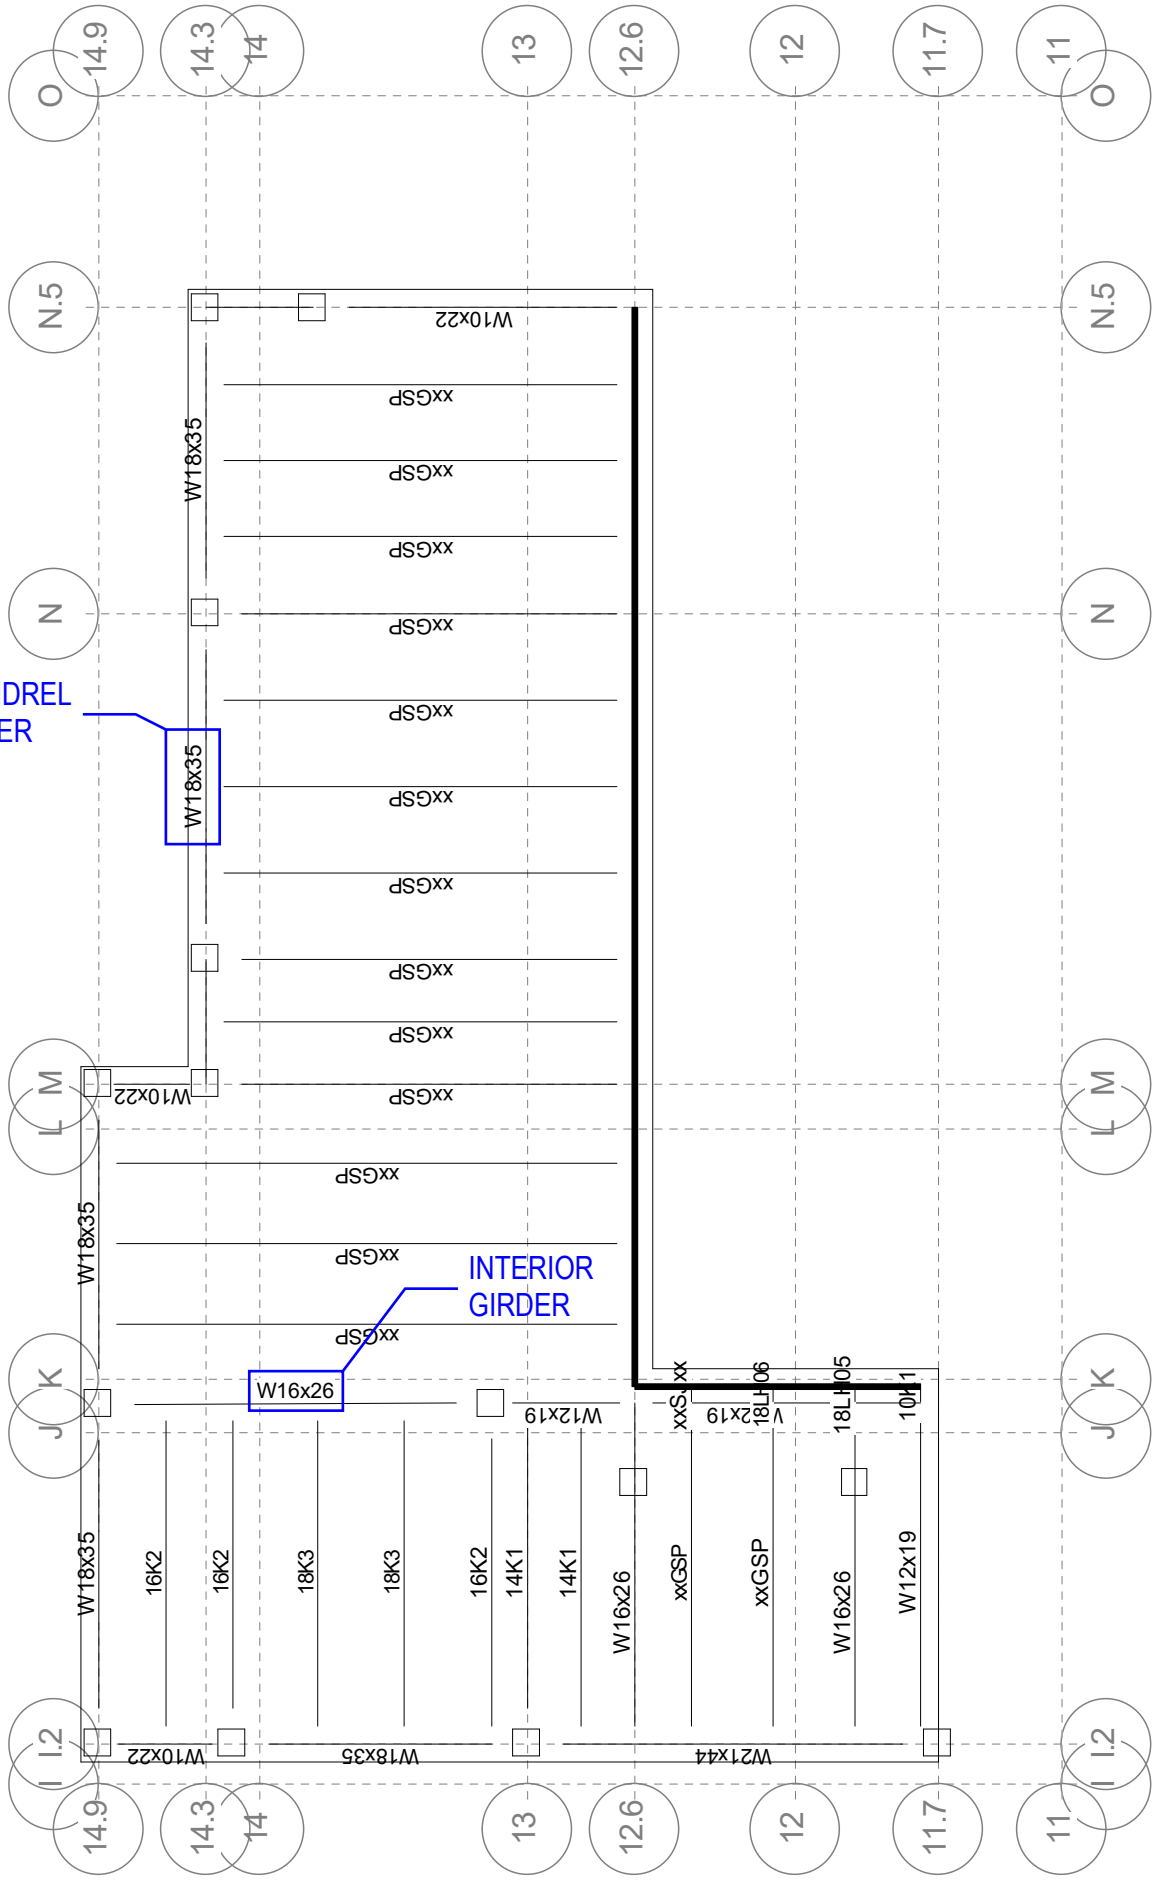 14.9
14.3
14
13
12.6
12
11.7
11
O
O
N.5
N.5
W10x22
xxGSP
W18x35
xxGSP
xxGSP
N
N
xxGSP
DREL
ER
xxGSP
W18x35
xxGSP
xxGSP
xxGSP
xxGSP
M
M
W10x22
xxGSP
L
L
xxGSP
W18x35
xxGSP
INTERIOR
GIRDER
xxGSP
K
K
W16x26
W12x19
xxSJxx
W12x19
18LH06
18LH05
10K1
J
J
W18x35
16K2
16K2
18K3
18K3
16K2
14K1
14K1
W16x26
xxGSP
xxGSP
W16x26
W12x19
I.2
I.2
W10x22
W18x35
W21x44
I
I
14.9
14.3
14
13
12.6
12
11.7
11